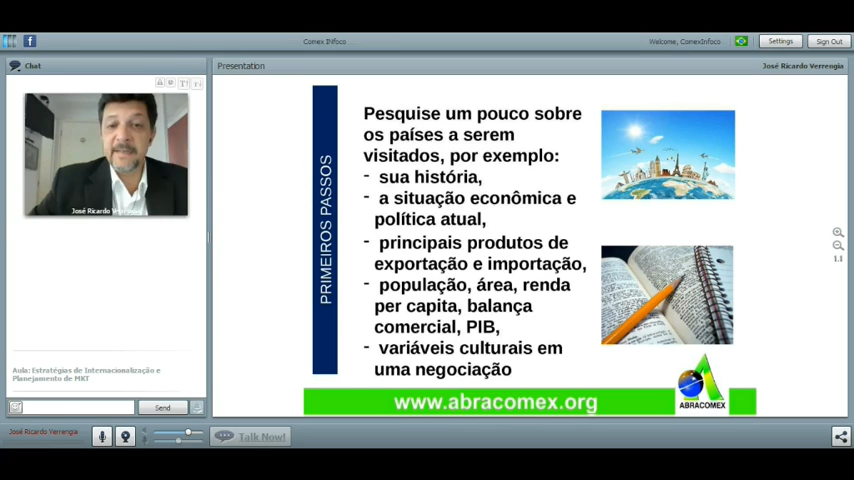 Comex INfoco
Welcome, ComexInfoco
Settings
Sign Out
Chat
Presentation
José Ricardo Verrengia
José Ricardo Verrengia
PRIMEIROS PASSOS
Pesquise um pouco sobre
os países a serem
visitados, por exemplo:
- sua história,
- a situação econômica e
política atual,
- principais produtos de
exportação e importação,
- população, área, renda
per capita, balança
comercial, PIB,
- variáveis culturais em
uma negociação
1:1
Aula: Estratégias de Internacionalização e
Planejamento de MKT
Send
www.abracomex.org
ABRACOMEX
José Ricardo Verrengia
Talk Now!